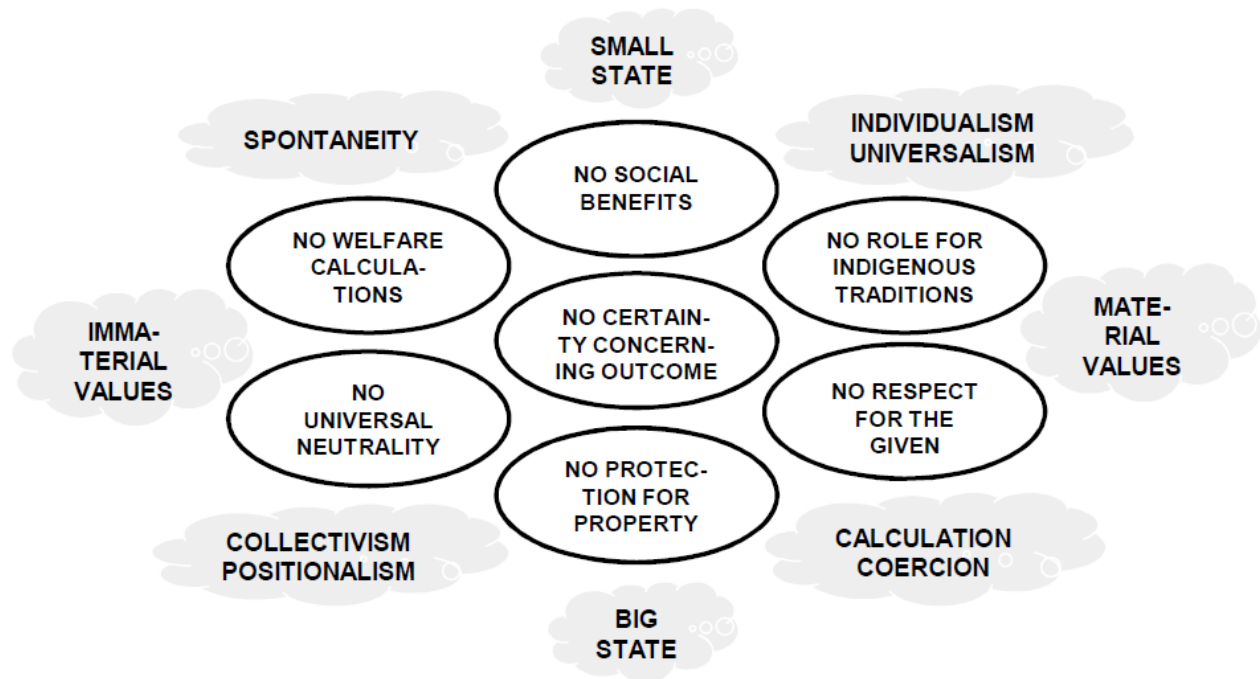 SMALL
STATE
SPONTANEITY
INDIVIDUALISM
UNIVERSALISM
NO SOCIAL
BENEFITS
NO WELFARE
CALCULA-
TIONS
NO ROLE FOR
INDIGENOUS
TRADITIONS
IMMA-
TERIAL
VALUES
NO CERTAIN-
TY CONCERN-
ING OUTCOME
MATE-
RIAL
VALUES
NO
UNIVERSAL
NEUTRALITY
NO RESPECT
FOR THE
GIVEN
NO PROTEC-
TION FOR
PROPERTY
COLLECTIVISM
POSITIONALISM
CALCULATION
COERCION
BIG
STATE